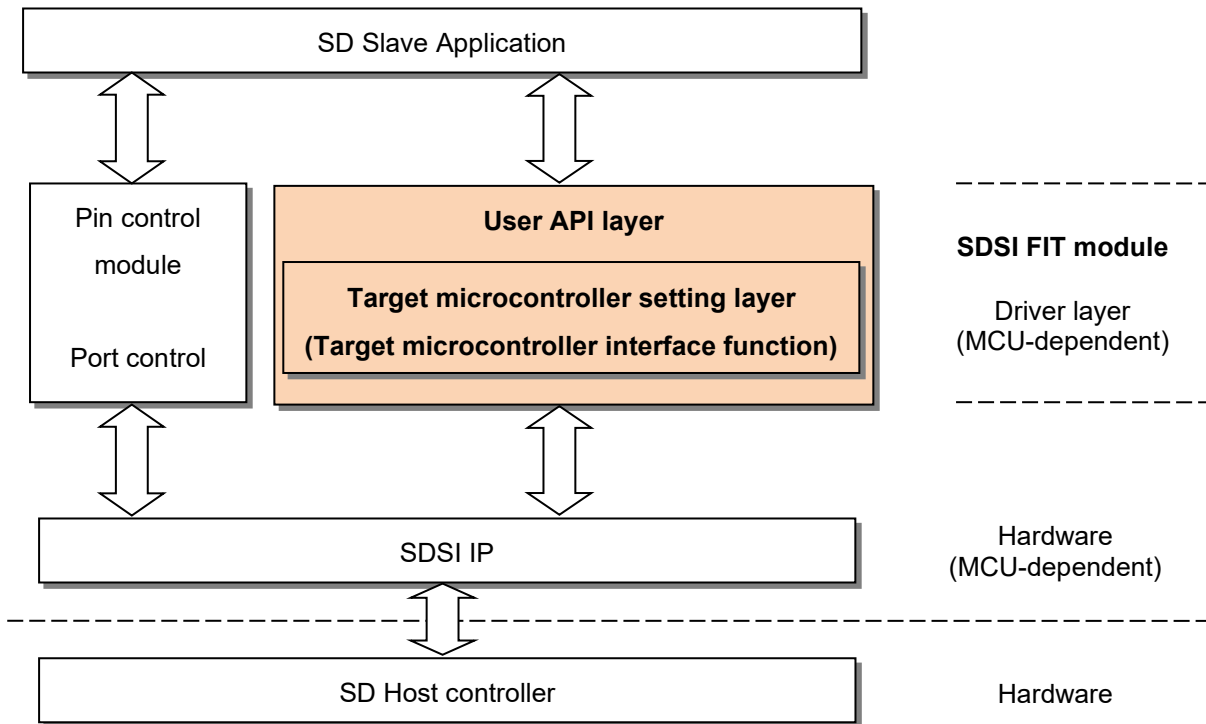 SD Slave Application
Pin control
module
Port control
User API layer
Target microcontroller setting layer
(Target microcontroller interface function)
SDSI FIT module
Driver layer
(MCU-dependent)
SDSI IP
Hardware
(MCU-dependent)
SD Host controller
Hardware